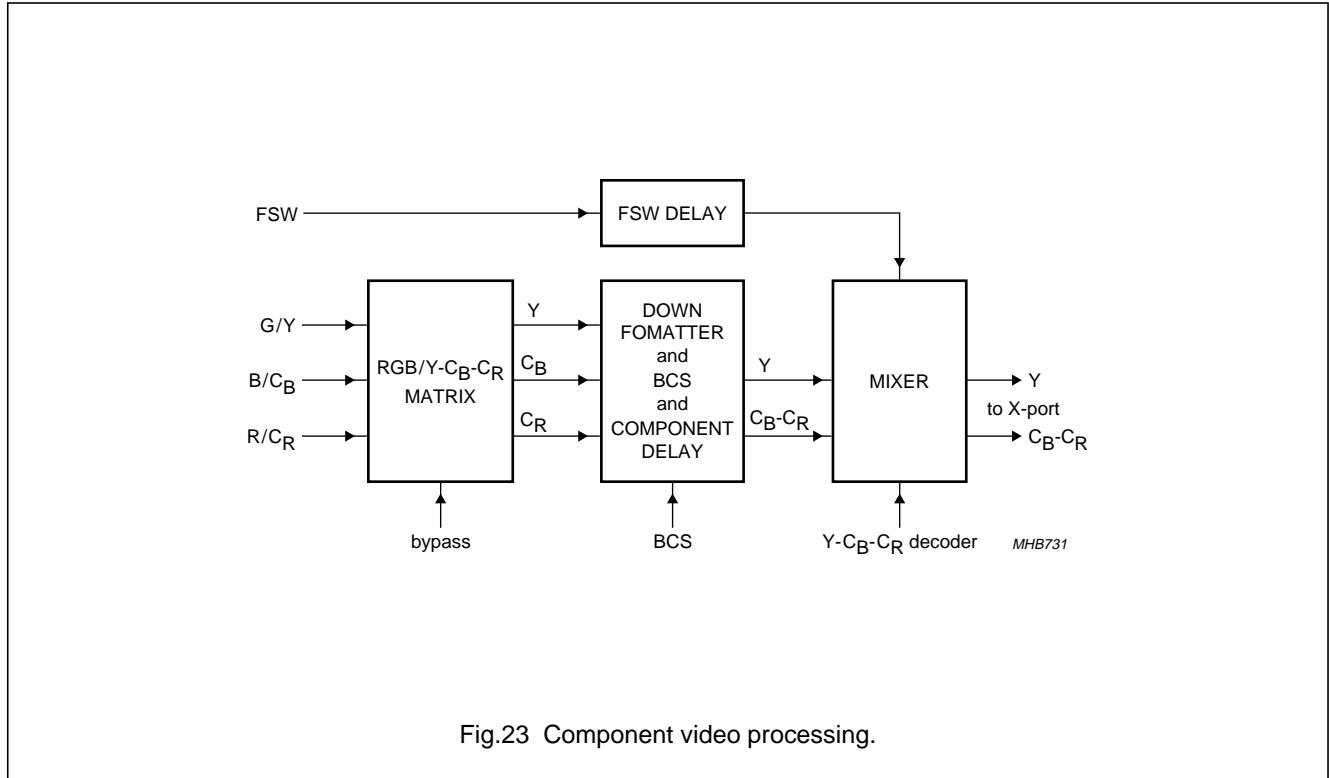 FSW
FSW DELAY
G/Y
B/CB
R/CR
RGB/Y-CB-CR
MATRIX
Y
CB
CR
DOWN
FOMATTER
and
BCS
and
COMPONENT
DELAY
Y
CB-CR
MIXER
Y
to X-port
CB-CR
bypass
BCS
Y-CB-CR decoder
MHB731
Fig.23 Component video processing.